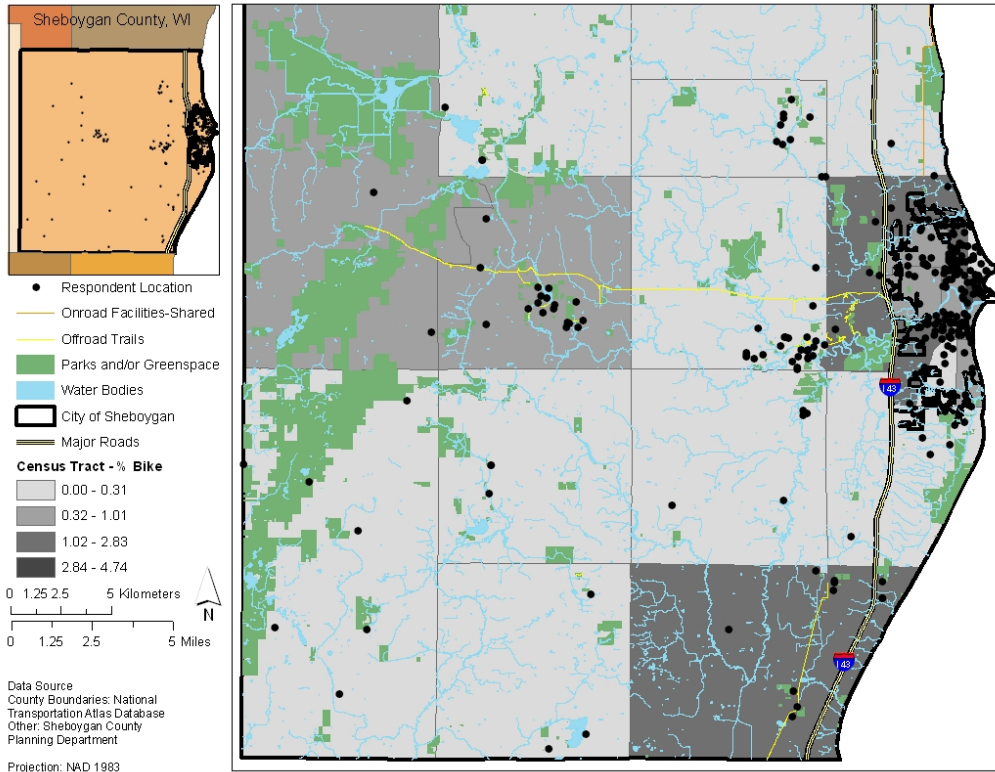 Sheboygan County, WI
Respondent Location
Onroad Facilities-Shared
Offroad Trails
Parks and/or Greenspace
Water Bodies
City of Sheboygan
Major Roads
Census Tract - % Bike
0.00 - 0.31
0.32 - 1.01
1.02 - 2.83
2.84 - 4.74
0 1.25 2.5 5 Kilometers
N
0 1.25 2.5 5 Miles
Data Source
County Boundaries: National
Transportation Atlas Database
Other: Sheboygan County
Planning Department
Projection: NAD 1983
I 43
I 43